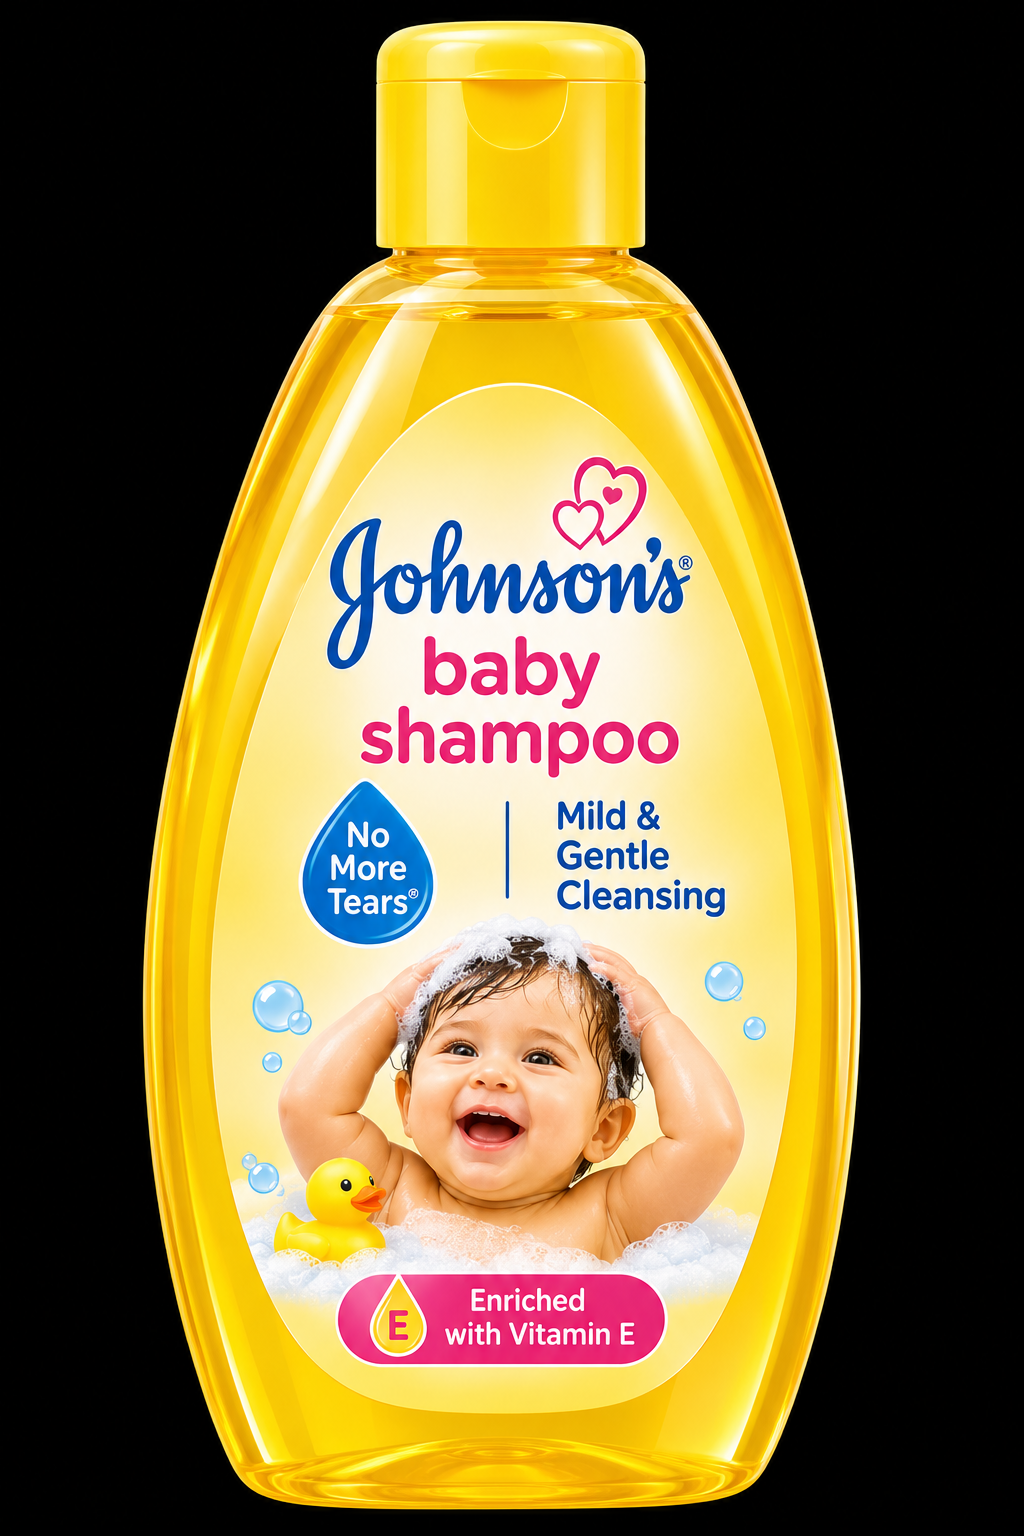 Johnson's®
baby
shampoo
No
More
Tears®
Mild &
Gentle
Cleansing
E
Enriched
with Vitamin E